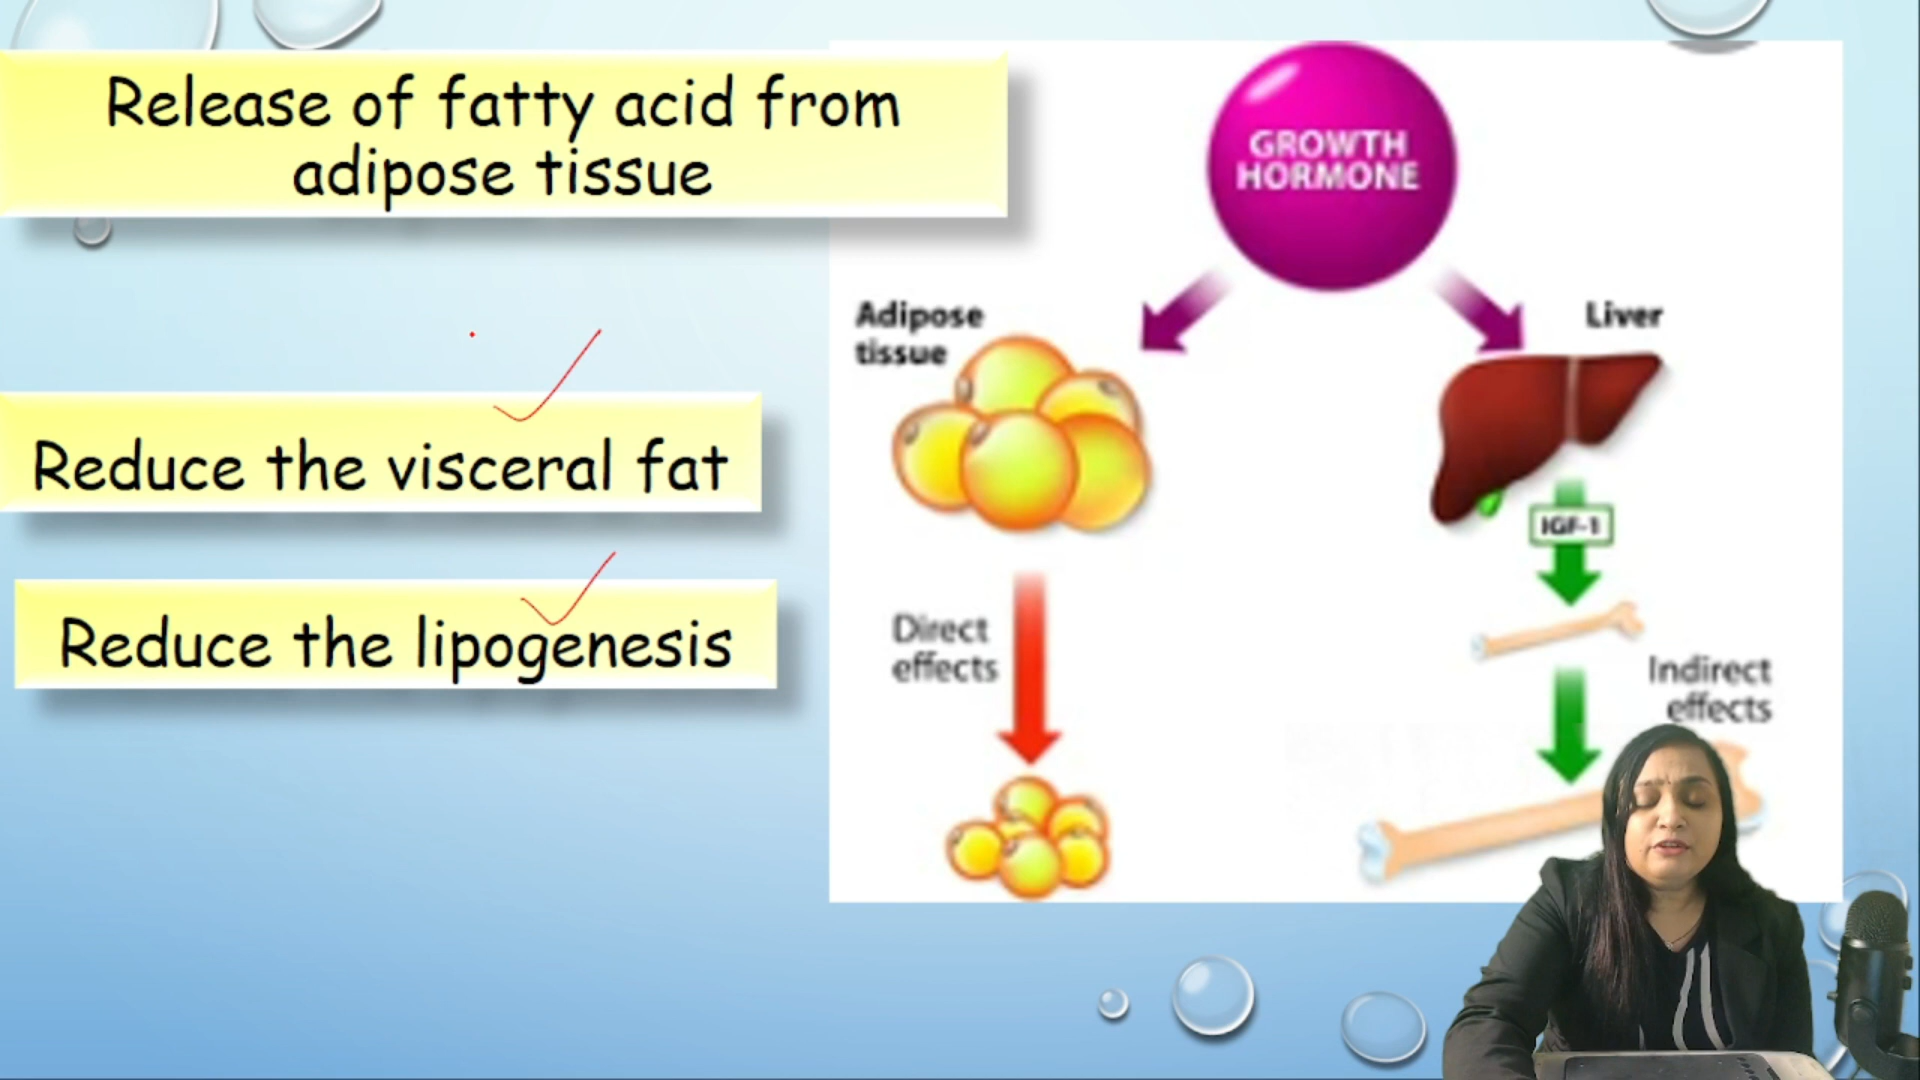 Release of fatty acid from
adipose tissue
Reduce the visceral fat
Reduce the lipogenesis
GROWTH
HORMONE
Adipose
tissue
Liver
IGF-1
Direct
effects
Indirect
effects